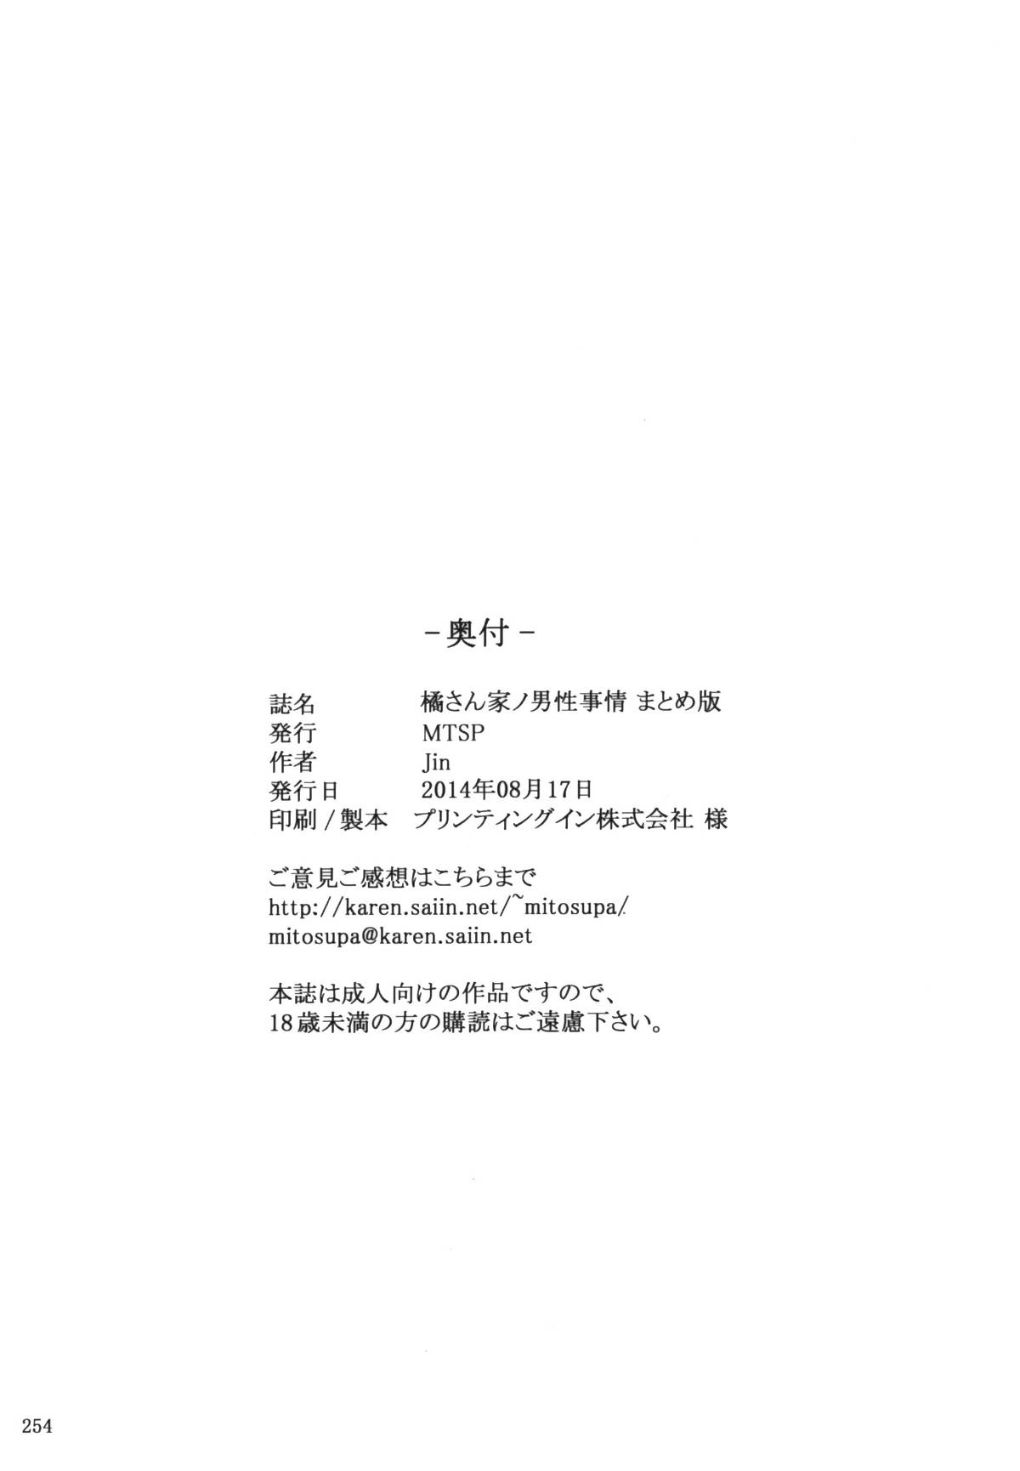 – 奥付 –
誌名 橘さん家ノ男性事情 まとめ版
発行 MTSP
作者 Jin
発行日 2014年08月17日
印刷 / 製本 プリンティングイン株式会社 様
ご意見ご感想はこちらまで
http://karen.saiin.net/~mitosupa/
mitosupa@karen.saiin.net
本誌は成人向けの作品ですので、
18歳未満の方の購読はご遠慮下さい。
254